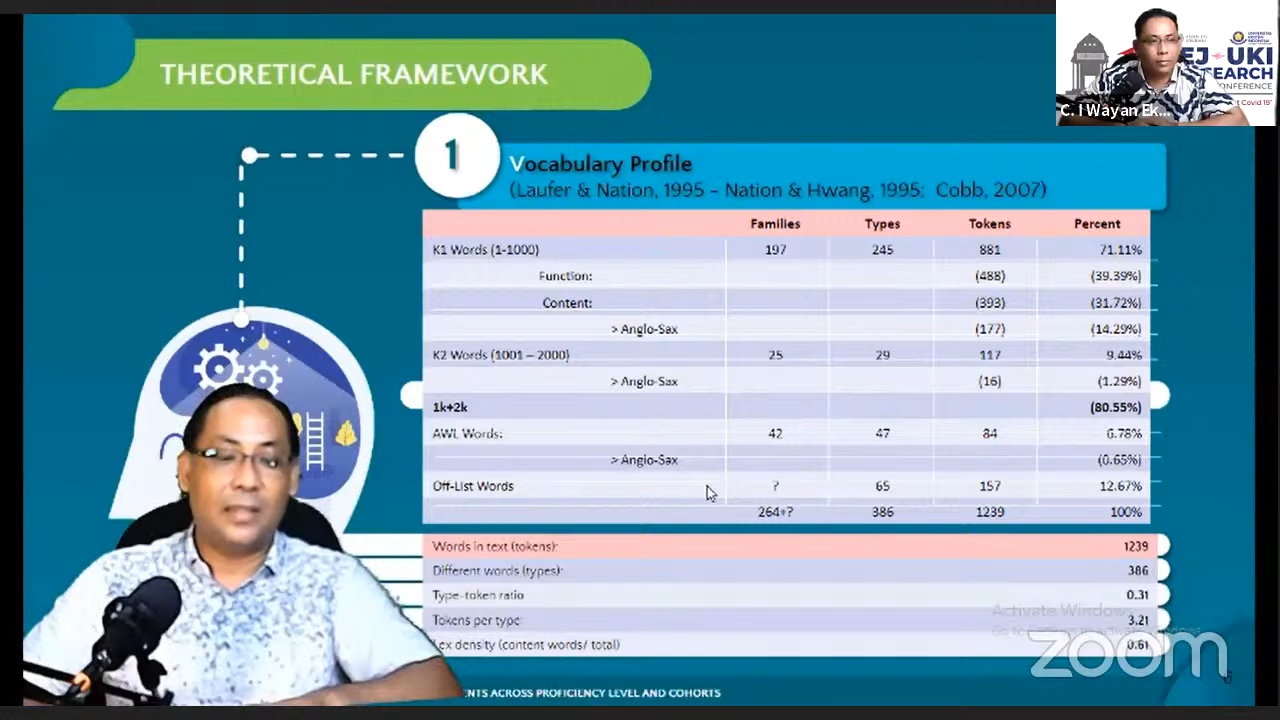 THEORETICAL FRAMEWORK
EJ UKI
EARCH
ONFERENCE
t Covid 19"
C. I Wayan Ek...
1
Vocabulary Profile
(Laufer & Nation, 1995 – Nation & Hwang, 1995; Cobb, 2007)
Families Types Tokens Percent
K1 Words (1-1000) 197 245 881 71.11%
Function: (488) (39.39%)
Content: (393) (31.72%)
> Anglo-Sax (177) (14.29%)
K2 Words (1001 – 2000) 25 29 117 9.44%
> Anglo-Sax (16) (1.29%)
1k+2k (80.55%)
AWL Words: 42 47 84 6.78%
> Anglo-Sax (0.65%)
Off-List Words ? 65 157 12.67%
264+? 386 1239 100%
Words in text (tokens): 1239
Different words (types): 386
Type-token ratio 0.31
Tokens per type 3.21
ex density (content words/ total) 0.61
Activate Windows
zoom
ENTS ACROSS PROFICIENCY LEVEL AND COHORTS